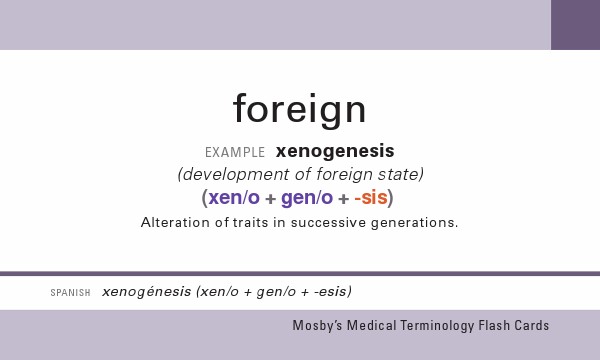 foreign
EXAMPLE xenogenesis
(development of foreign state)
(xen/o + gen/o + -sis)
Alteration of traits in successive generations.
SPANISH xenogénesis (xen/o + gen/o + -esis)
Mosby's Medical Terminology Flash Cards